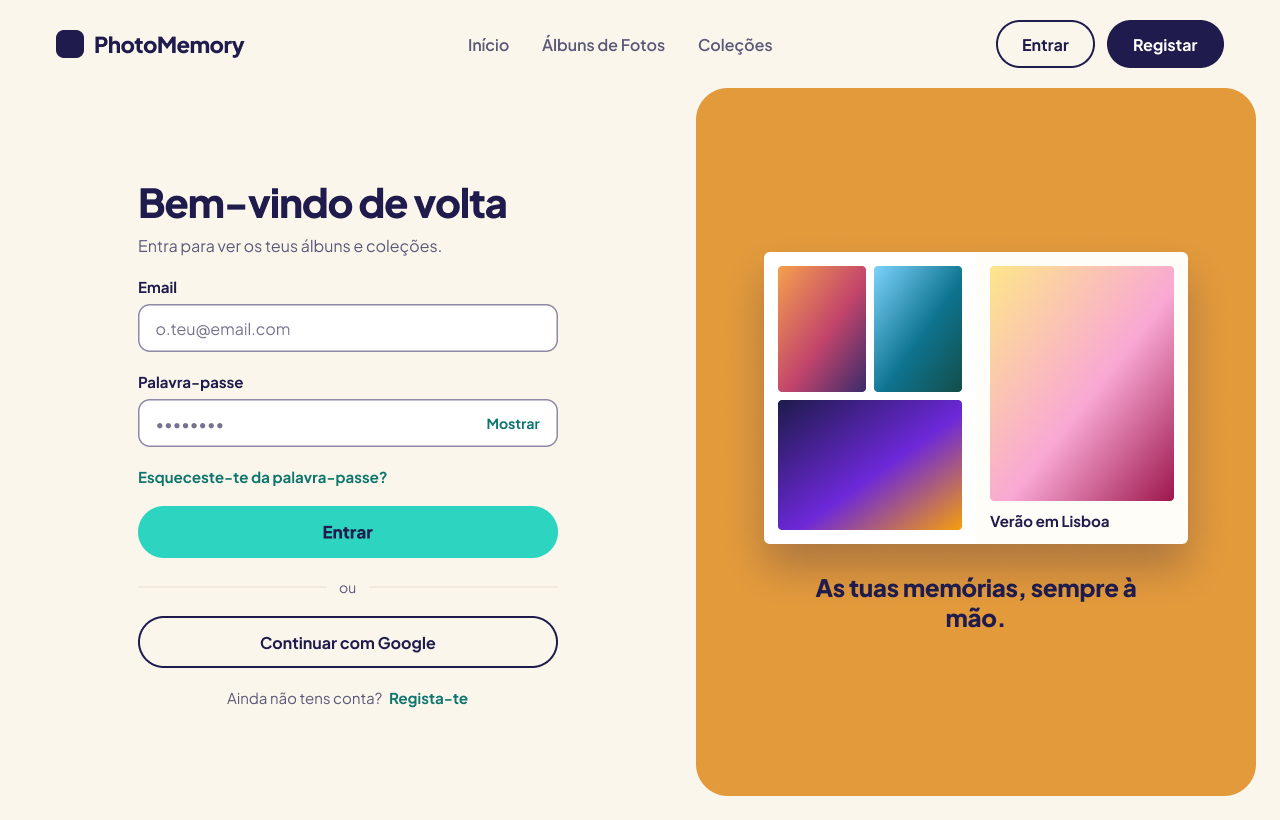 PhotoMemory
Início
Álbuns de Fotos
Coleções
Entrar
Registar
Bem-vindo de volta
Entra para ver os teus álbuns e coleções.
Email
o.teu@email.com
Palavra-passe
••••••••
Mostrar
Esqueceste-te da palavra-passe?
Entrar
ou
Continuar com Google
Ainda não tens conta? Regista-te
Verão em Lisboa
As tuas memórias, sempre à
mão.